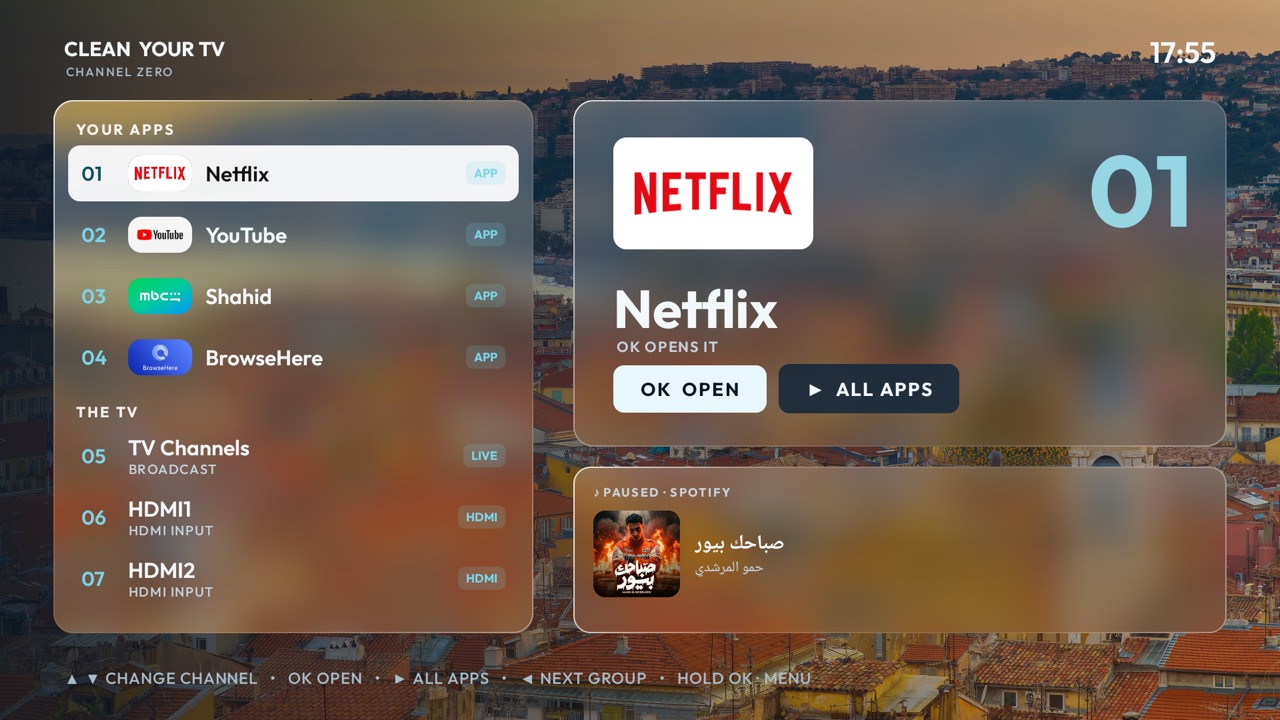 CLEAN YOUR TV
CHANNEL ZERO
17:55
YOUR APPS
01 NETFLIX Netflix APP
02 YouTube YouTube APP
03 mbc Shahid APP
04 BrowseHere BrowseHere APP
THE TV
05 TV Channels LIVE
BROADCAST
06 HDMI1 HDMI
HDMI INPUT
07 HDMI2 HDMI
HDMI INPUT
NETFLIX
01
Netflix
OK OPENS IT
OK OPEN
► ALL APPS
♪ PAUSED · SPOTIFY
صباحك بيور
صباحك بيور
حمو المرشدي
▲ ▼ CHANGE CHANNEL • OK OPEN • ► ALL APPS • ◄ NEXT GROUP • HOLD OK · MENU